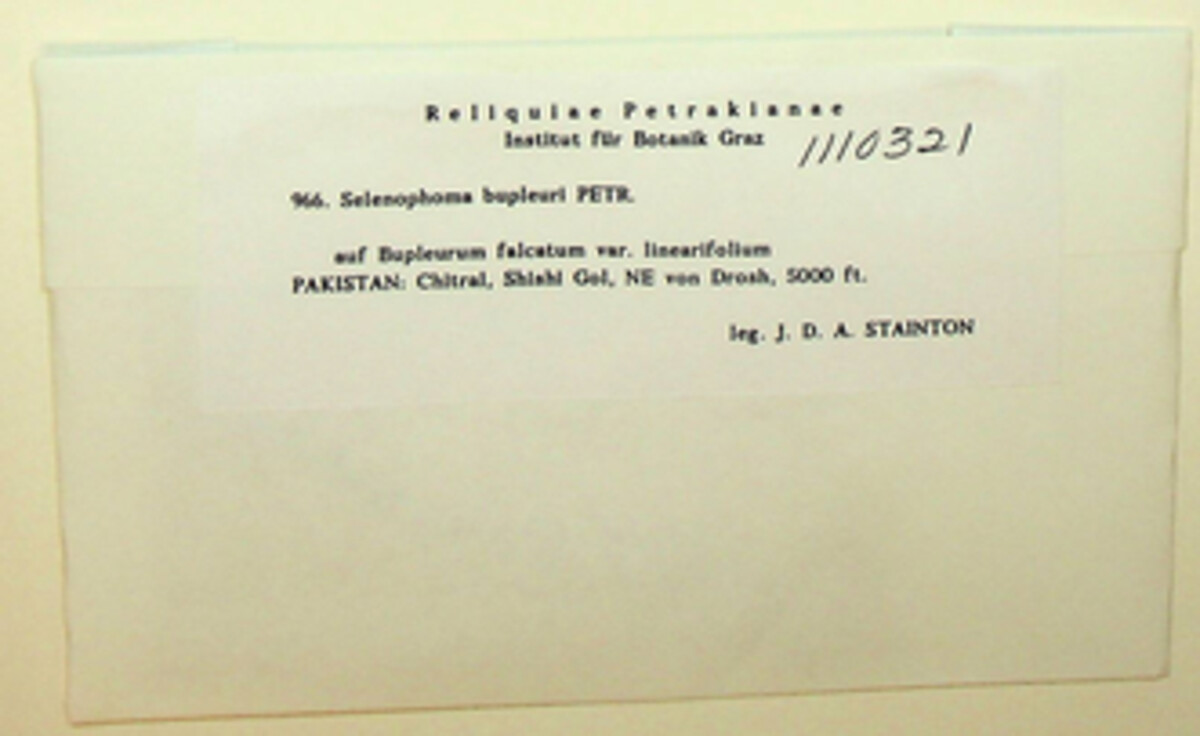 Reliquiae Petrakianae
Institut für Botanik Graz 1110321
966. Selenophoma bupleuri PETR.
auf Bupleurum falcatum var. linearifolium
PAKISTAN: Chitral, Shishi Gol, NE von Drosh, 5000 ft.
leg. J. D. A. STAINTON